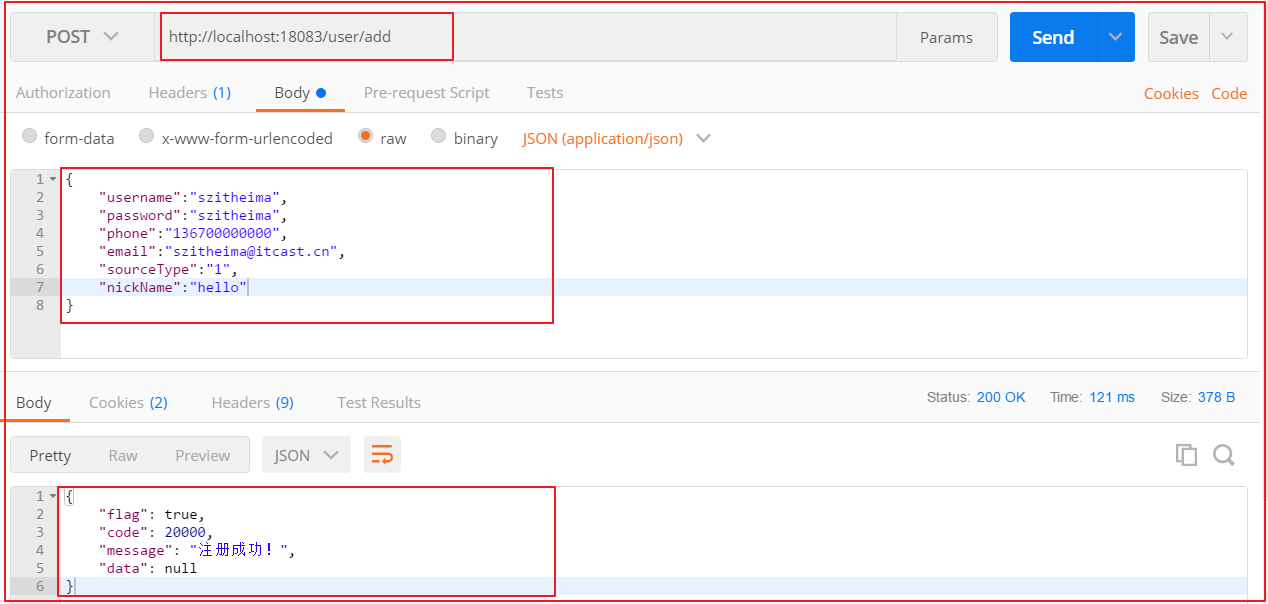 POST http://localhost:18083/user/add Params Send Save
Authorization Headers (1) Body Pre-request Script Tests Cookies Code
form-data x-www-form-urlencoded raw binary JSON (application/json)
1 {
2 "username":"szitheima",
3 "password":"szitheima",
4 "phone":"136700000000",
5 "email":"szitheima@itcast.cn",
6 "sourceType":"1",
7 "nickName":"hello"
8 }
Body Cookies (2) Headers (9) Test Results Status: 200 OK Time: 121 ms Size: 378 B
Pretty Raw Preview JSON
1 {
2 "flag": true,
3 "code": 20000,
4 "message": "注册成功！",
5 "data": null
6 }